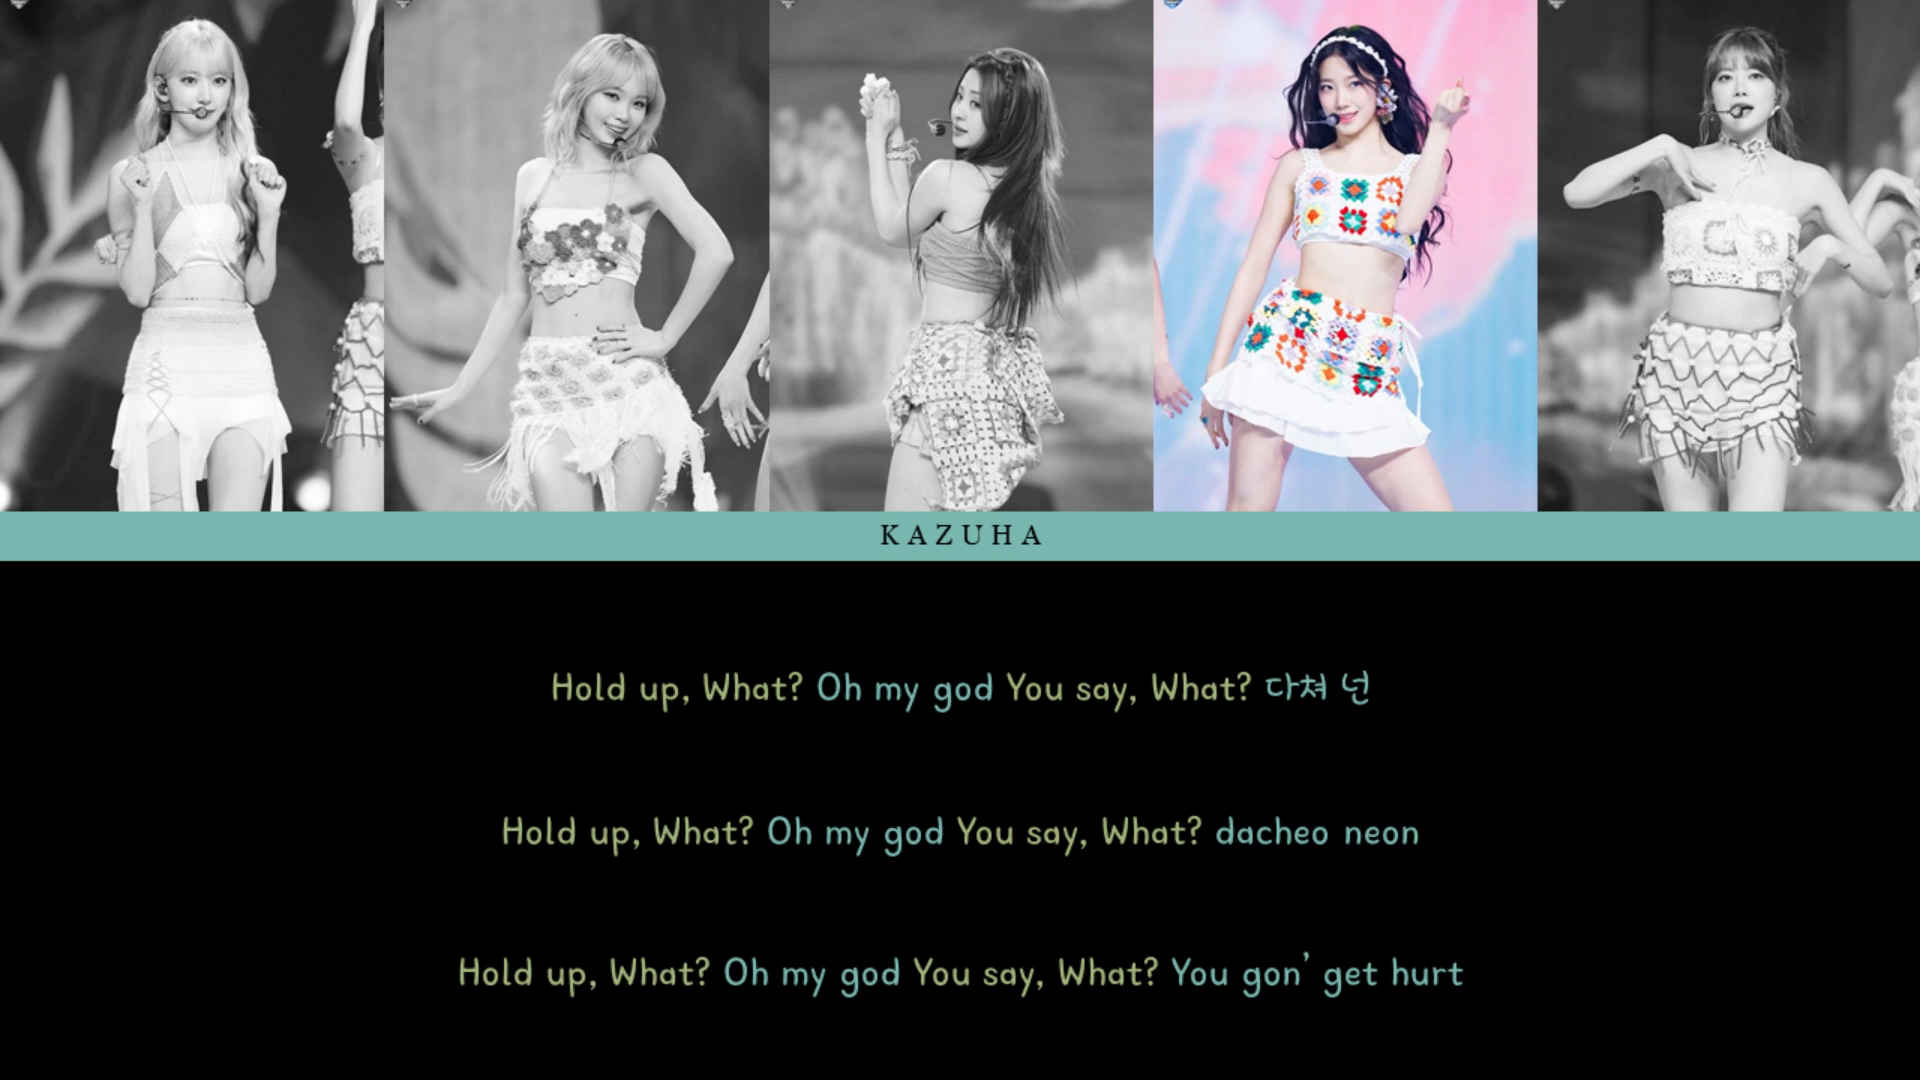 KAZUHA
Hold up, What? Oh my god You say, What? 다쳐 넌
Hold up, What? Oh my god You say, What? dacheo neon
Hold up, What? Oh my god You say, What? You gon' get hurt